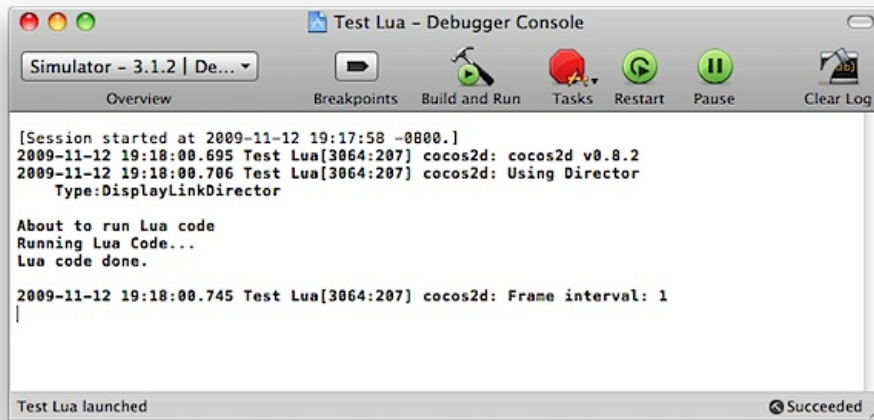 Test Lua – Debugger Console
Simulator – 3.1.2 | De...
Overview
Breakpoints
Build and Run
Tasks
Restart
Pause
Clear Log
[Session started at 2009-11-12 19:17:58 -0800.]
2009-11-12 19:18:00.695 Test Lua[3064:207] cocos2d: cocos2d v0.8.2
2009-11-12 19:18:00.706 Test Lua[3064:207] cocos2d: Using Director
Type:DisplayLinkDirector
About to run Lua code
Running Lua Code...
Lua code done.
2009-11-12 19:18:00.745 Test Lua[3064:207] cocos2d: Frame interval: 1
Test Lua launched
Succeeded